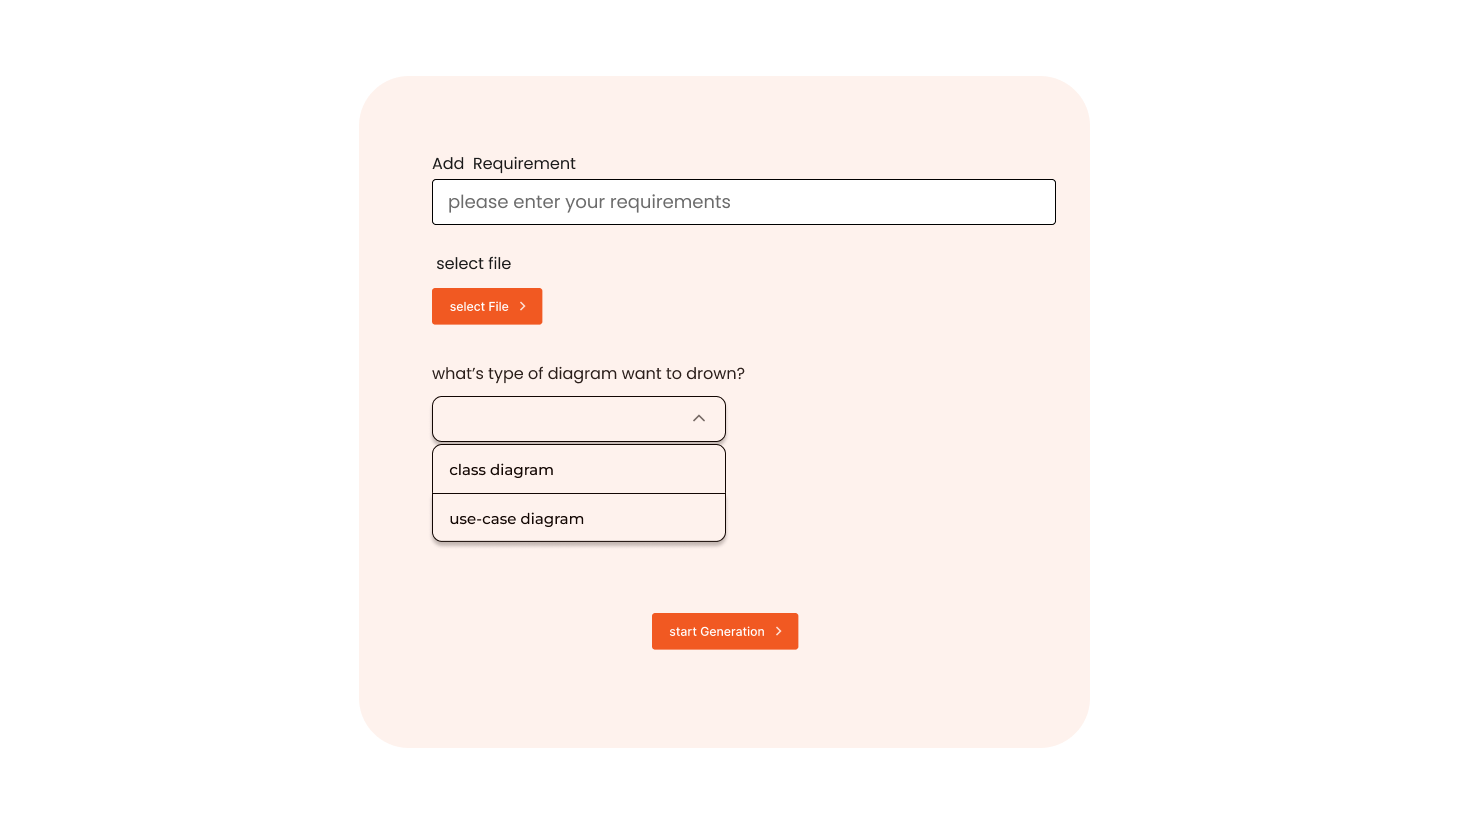 Add  Requirement
please enter your requirements
select file
select File
what’s type of diagram want to drown?
class diagram
use-case diagram
start Generation